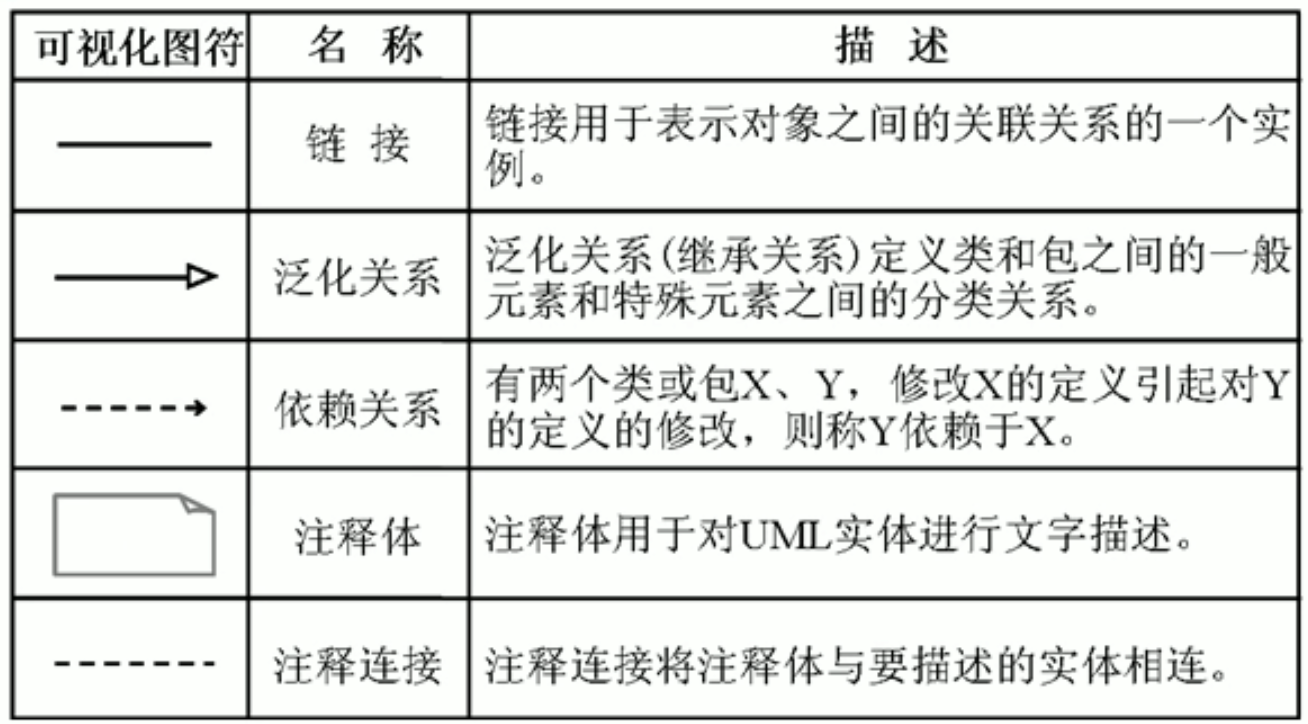 可视化图符 名 称 描 述
链 接
链接用于表示对象之间的关联关系的一个实
例。
泛化关系
泛化关系(继承关系)定义类和包之间的一般
元素和特殊元素之间的分类关系。
依赖关系
有两个类或包X、Y，修改X的定义引起对Y
的定义的修改，则称Y依赖于X。
注释体
注释体用于对UML实体进行文字描述。
注释连接
注释连接将注释体与要描述的实体相连。